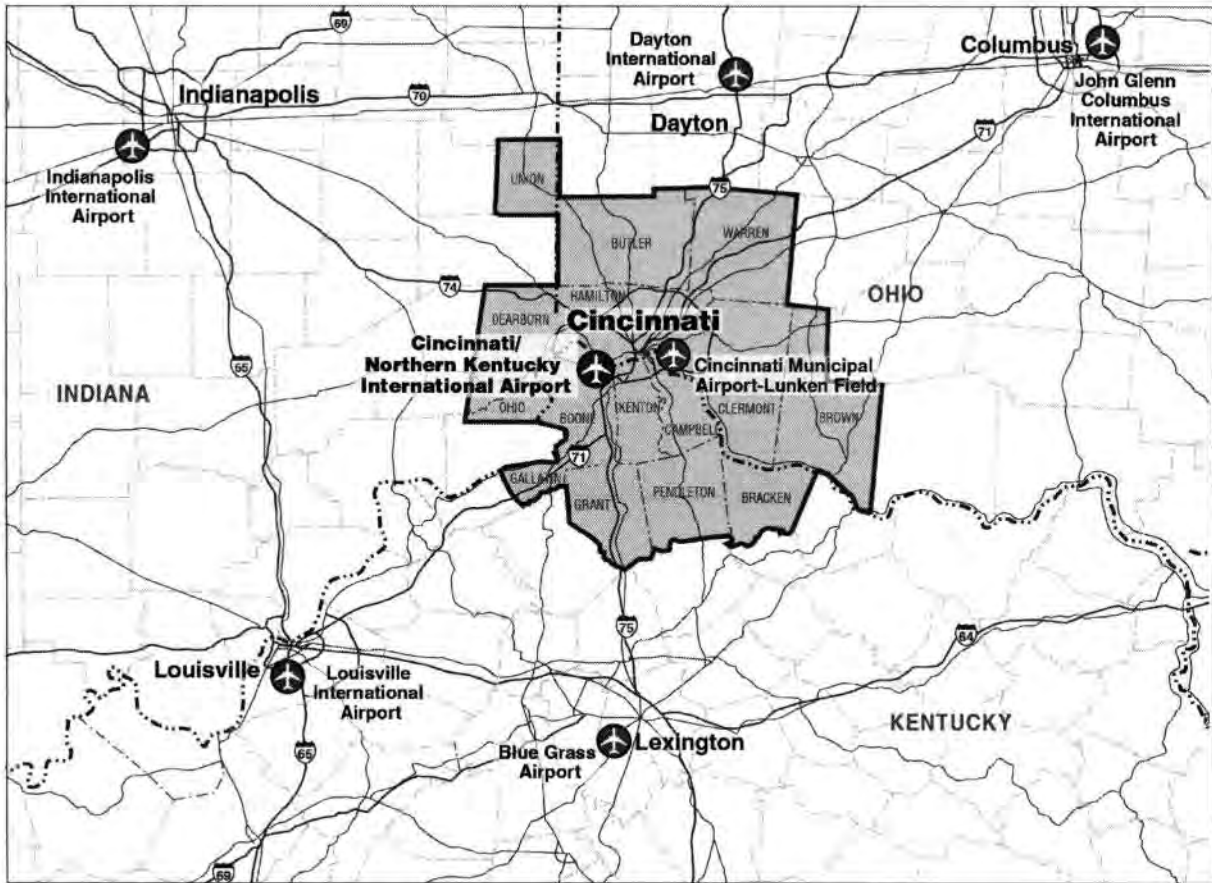 69
Dayton
International
Airport
Columbus
John Glenn
Columbus
International
Airport
Indianapolis
70
Dayton
71
Indianapolis
International
Airport
UNION
75
BUTLER
WARREN
74
HAMILTON
OHIO
DEARBORN
Cincinnati
Cincinnati/
Northern Kentucky
International Airport
Cincinnati Municipal
Airport-Lunken Field
65
INDIANA
OHIO
BOONE
KENTON
CAMPBELL
CLERMONT
BROWN
71
GALLATIN
GRANT
PENDLETON
BRACKEN
75
64
Louisville
Louisville
International
Airport
KENTUCKY
65
Blue Grass
Airport
Lexington
69